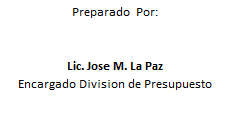 Preparado Por:
Lic. Jose M. La Paz
Encargado Division de Presupuesto